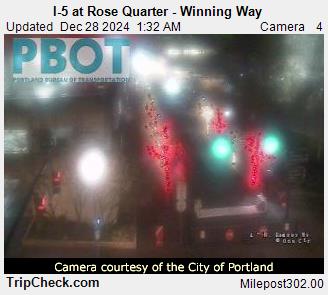 I-5 at Rose Quarter - Winning Way
Updated Dec 28 2024 1:32 AM Camera 4
PBOT
PORTLAND BUREAU OF TRANSPORTATION
Camera courtesy of the City of Portland
TripCheck.com Milepost302.00